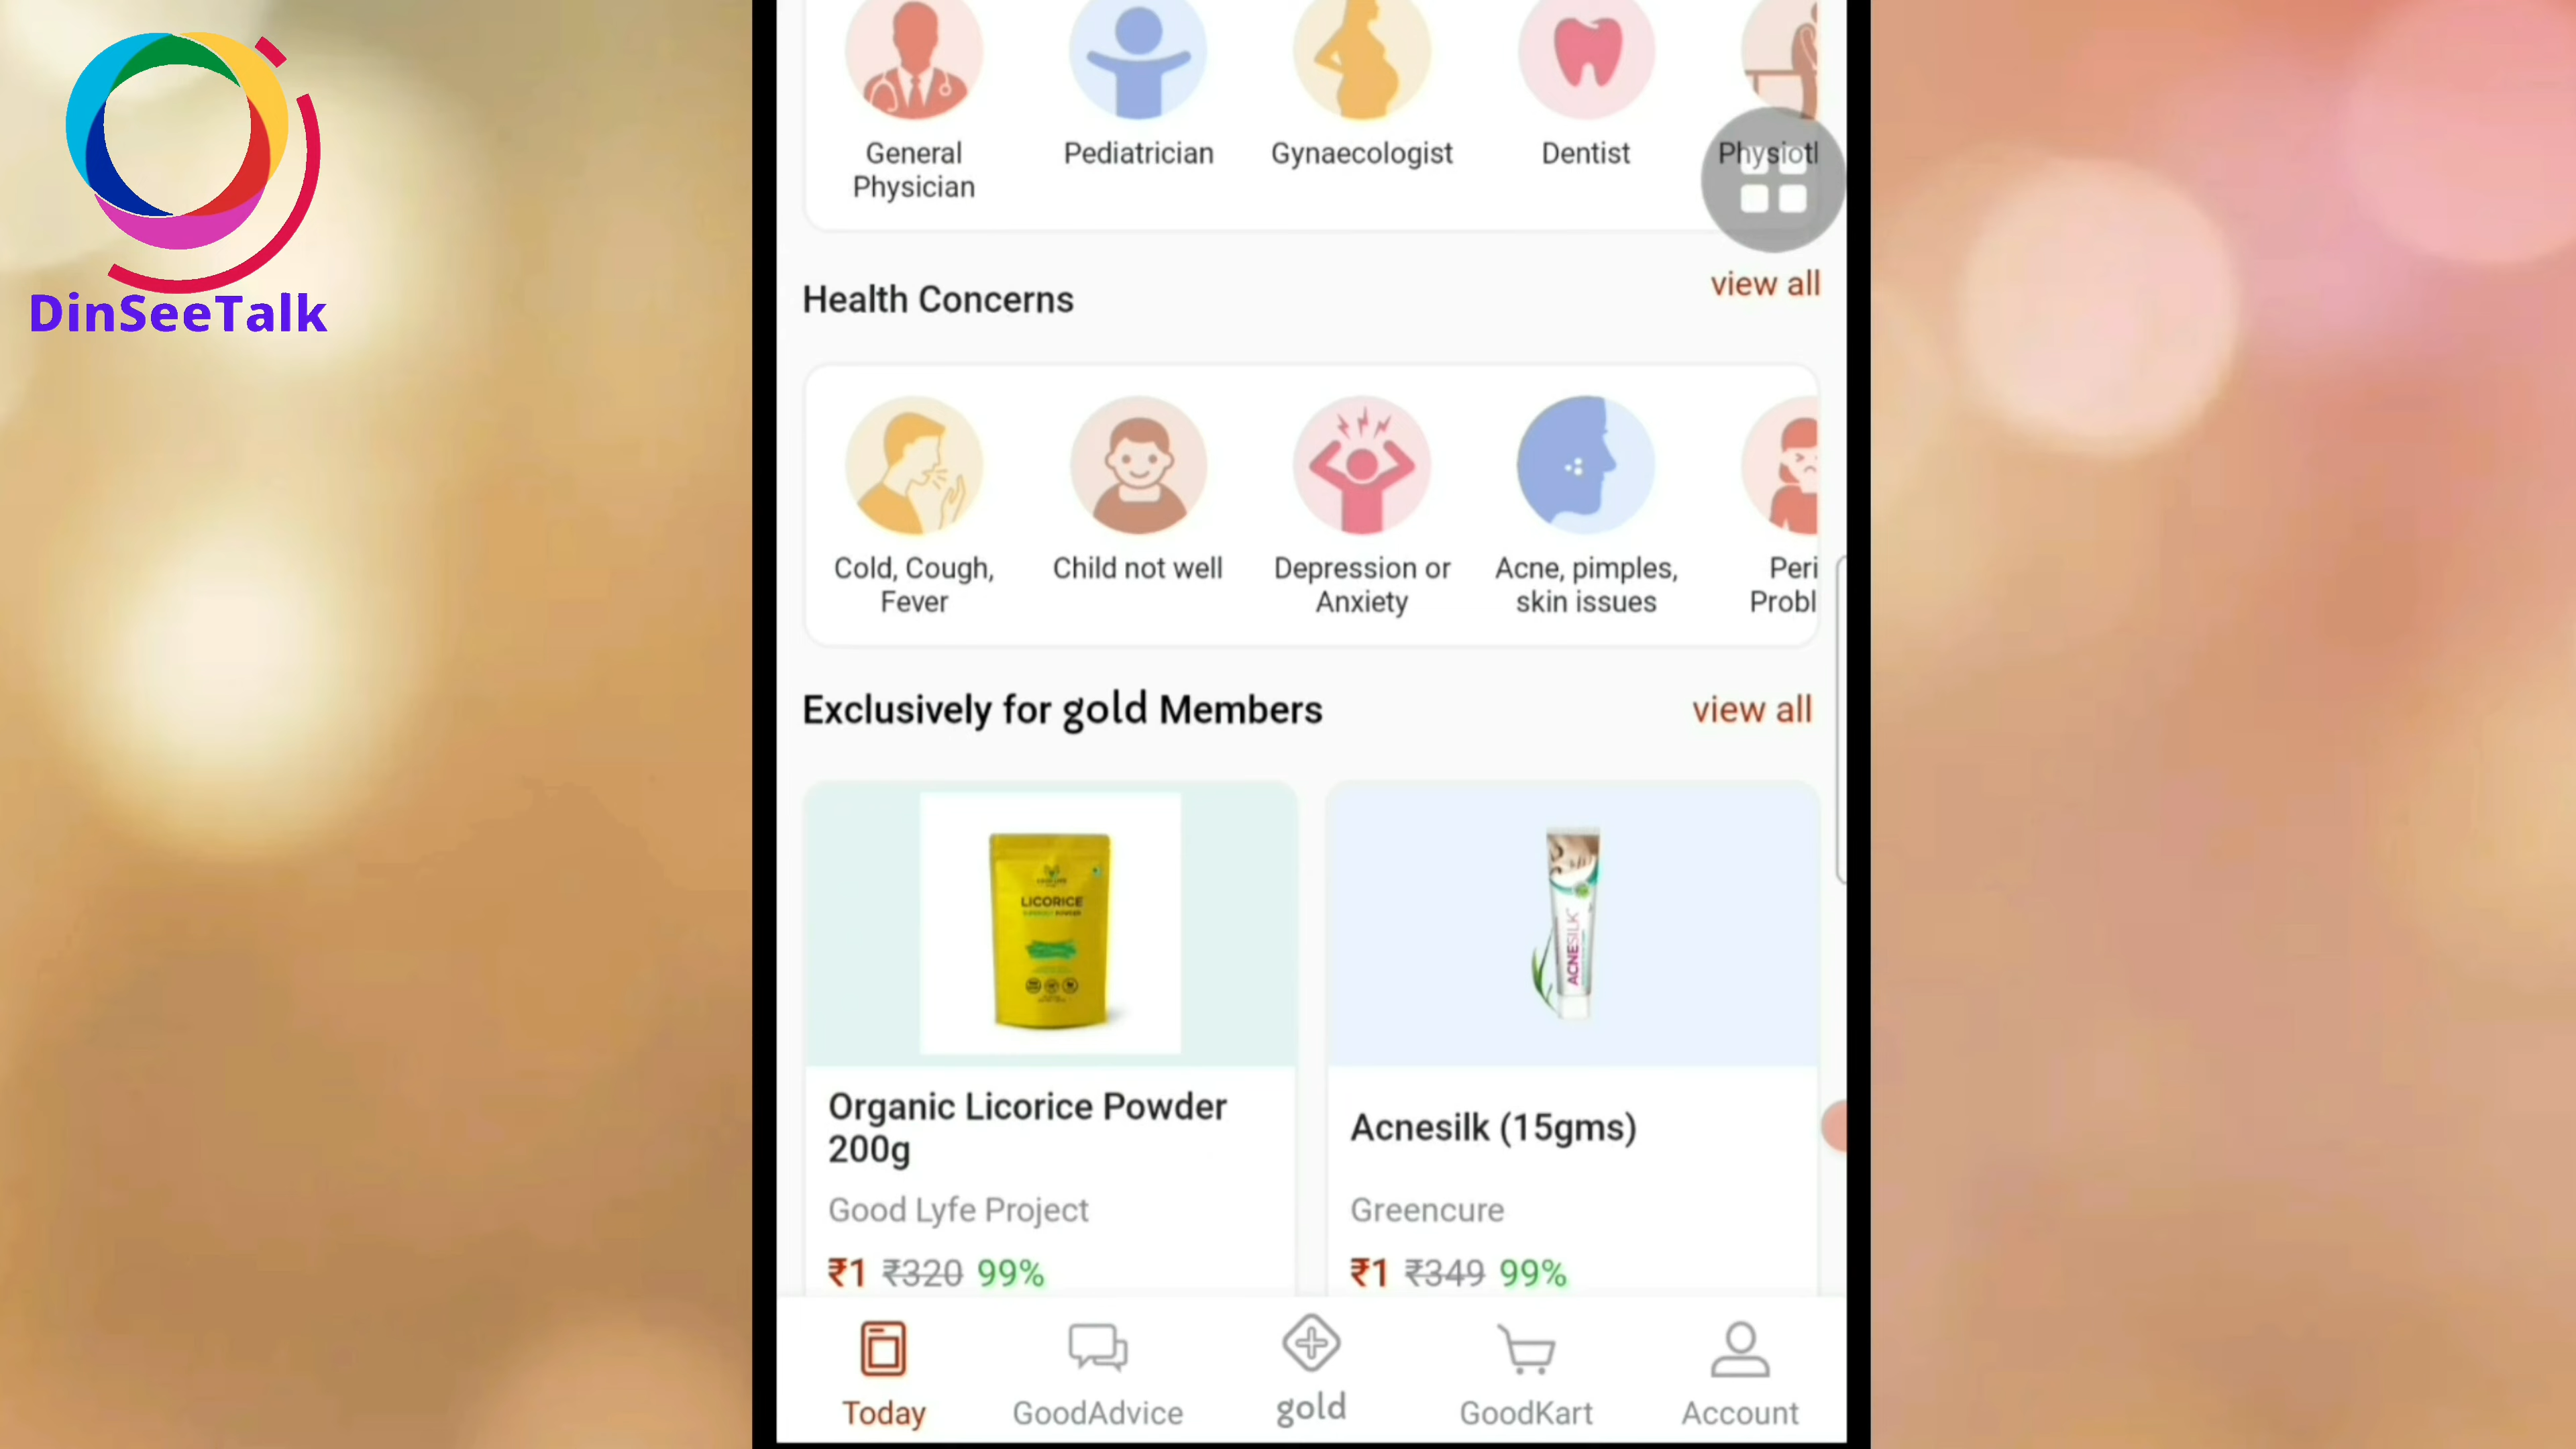 DinSeeTalk
General
Physician
Pediatrician
Gynaecologist
Dentist
Physiotl
Health Concerns
view all
Cold, Cough,
Fever
Child not well
Depression or
Anxiety
Acne, pimples,
skin issues
Peri
Probl
Exclusively for gold Members
view all
LICORICE
ACNESILK
Organic Licorice Powder
200g
Good Lyfe Project
₹1 ₹320 99%
Acnesilk (15gms)
Greencure
₹1 ₹349 99%
Today
GoodAdvice
gold
GoodKart
Account